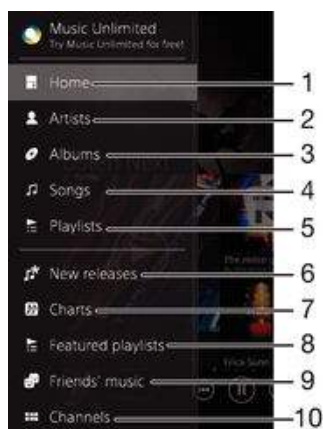 Music Unlimited
Try Music Unlimited for free!
Home 1
Artists 2
Albums 3
Songs 4
Playlists 5
New releases 6
Charts 7
Featured playlists 8
Friends' music 9
Channels 10